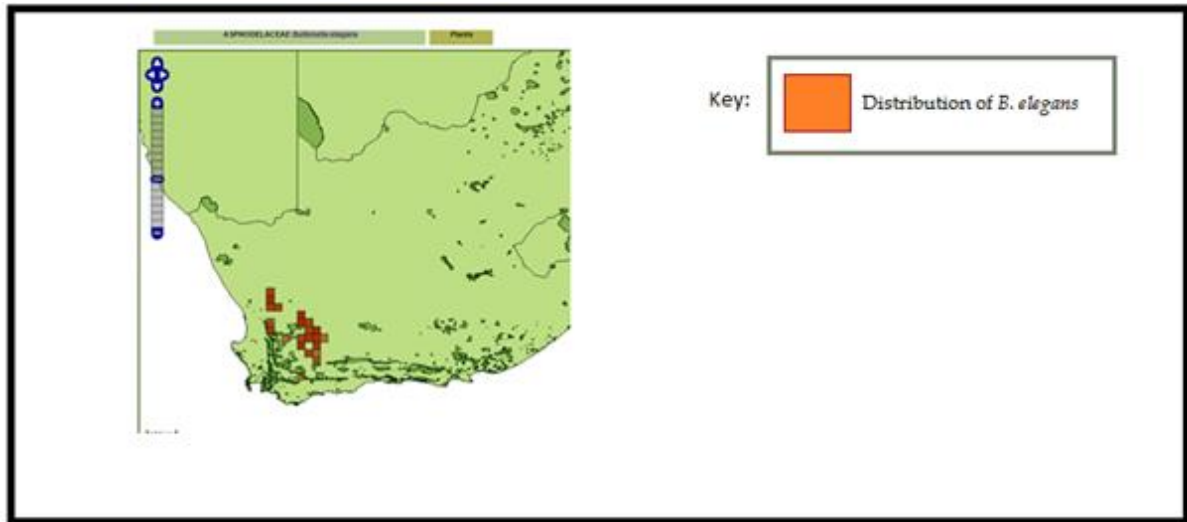 ASPHODELACEAE Bulbinella elegans
Plants
Key:
Distribution of B. elegans